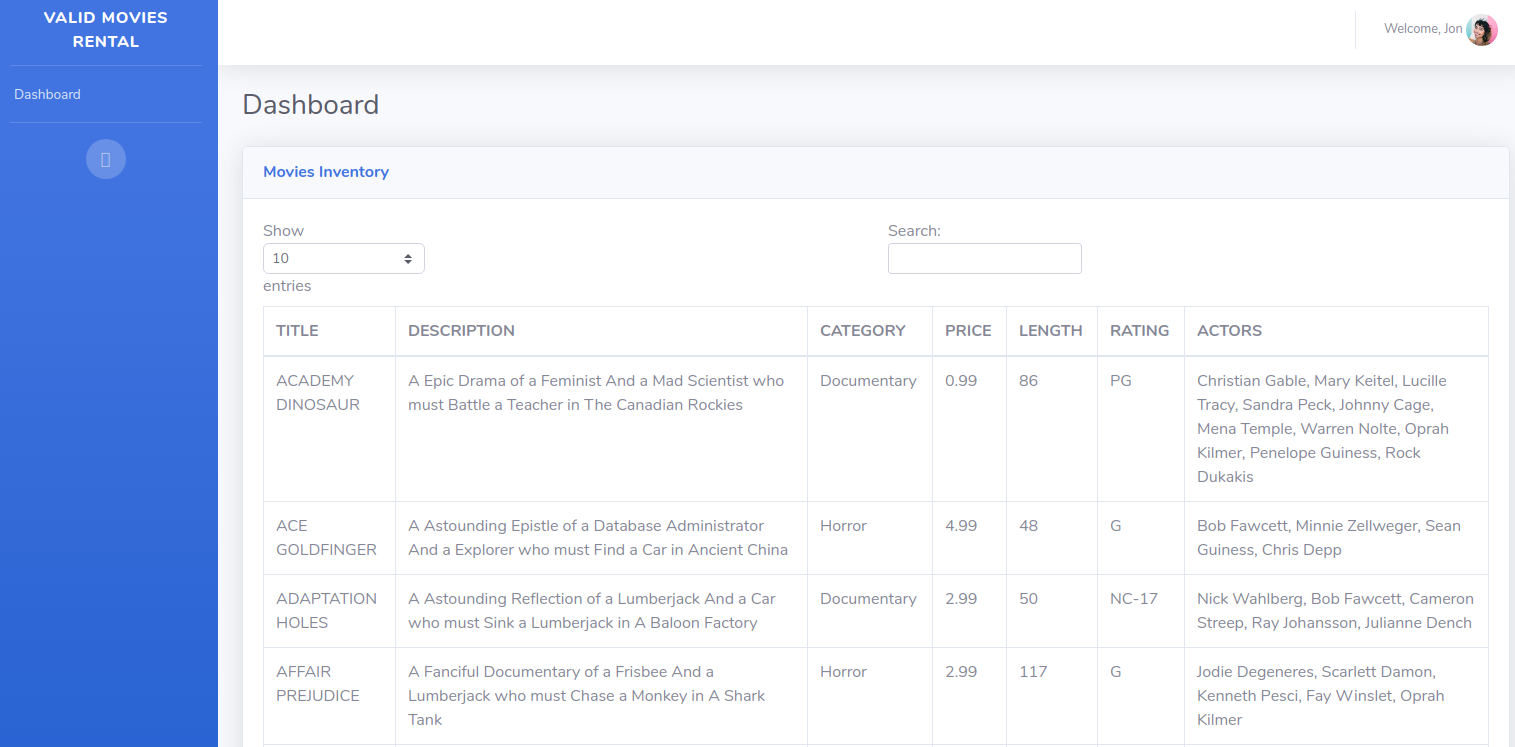 VALID MOVIES
RENTAL
Dashboard
Welcome, Jon
Dashboard
Movies Inventory
Show
10
entries
Search:
TITLE DESCRIPTION CATEGORY PRICE LENGTH RATING ACTORS
ACADEMY
DINOSAUR
A Epic Drama of a Feminist And a Mad Scientist who
must Battle a Teacher in The Canadian Rockies
Documentary
0.99
86
PG
Christian Gable, Mary Keitel, Lucille
Tracy, Sandra Peck, Johnny Cage,
Mena Temple, Warren Nolte, Oprah
Kilmer, Penelope Guiness, Rock
Dukakis
ACE
GOLDFINGER
A Astounding Epistle of a Database Administrator
And a Explorer who must Find a Car in Ancient China
Horror
4.99
48
G
Bob Fawcett, Minnie Zellweger, Sean
Guiness, Chris Depp
ADAPTATION
HOLES
A Astounding Reflection of a Lumberjack And a Car
who must Sink a Lumberjack in A Baloon Factory
Documentary
2.99
50
NC-17
Nick Wahlberg, Bob Fawcett, Cameron
Streep, Ray Johansson, Julianne Dench
AFFAIR
PREJUDICE
A Fanciful Documentary of a Frisbee And a
Lumberjack who must Chase a Monkey in A Shark
Tank
Horror
2.99
117
G
Jodie Degeneres, Scarlett Damon,
Kenneth Pesci, Fay Winslet, Oprah
Kilmer